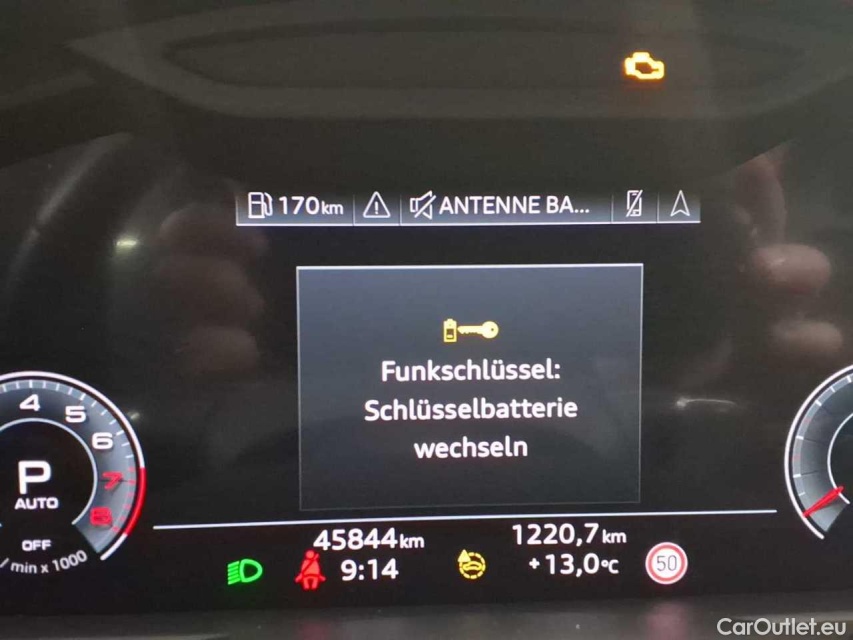 170km
ANTENNE BA...
Funkschlüssel:
Schlüsselbatterie
wechseln
4 5 6 7 8
P
AUTO
OFF
/min x 1000
45844km
9:14
1220,7km
+13,0°C
50
CarOutlet.eu